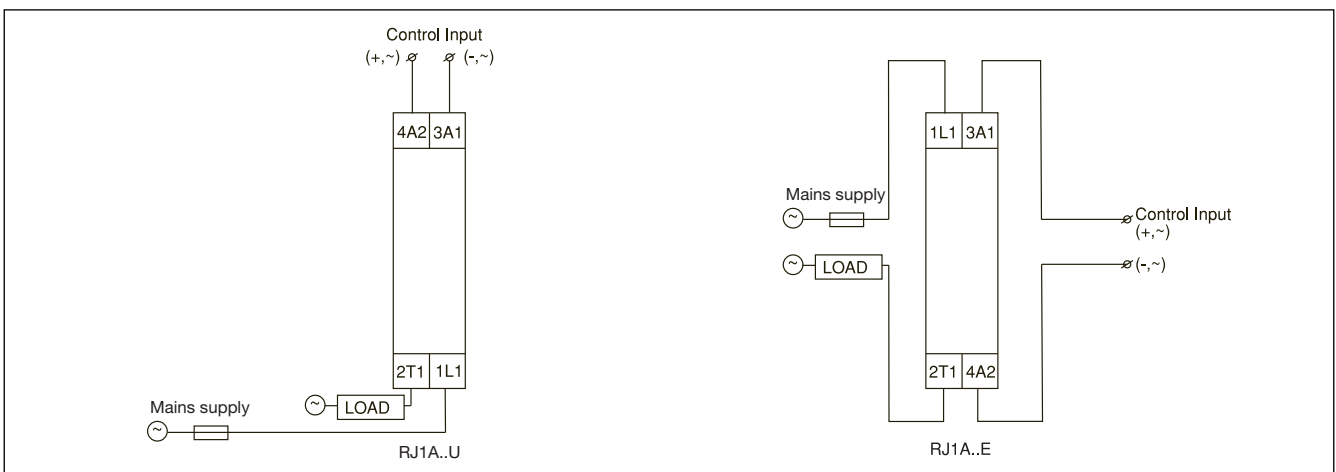 Control Input
(+,~) (-,~)
4A2 3A1
2T1 1L1
~ LOAD
Mains supply
~
RJ1A..U
1L1 3A1
Mains supply
~
Control Input
(+,~)
~ LOAD
(-,~)
2T1 4A2
RJ1A..E